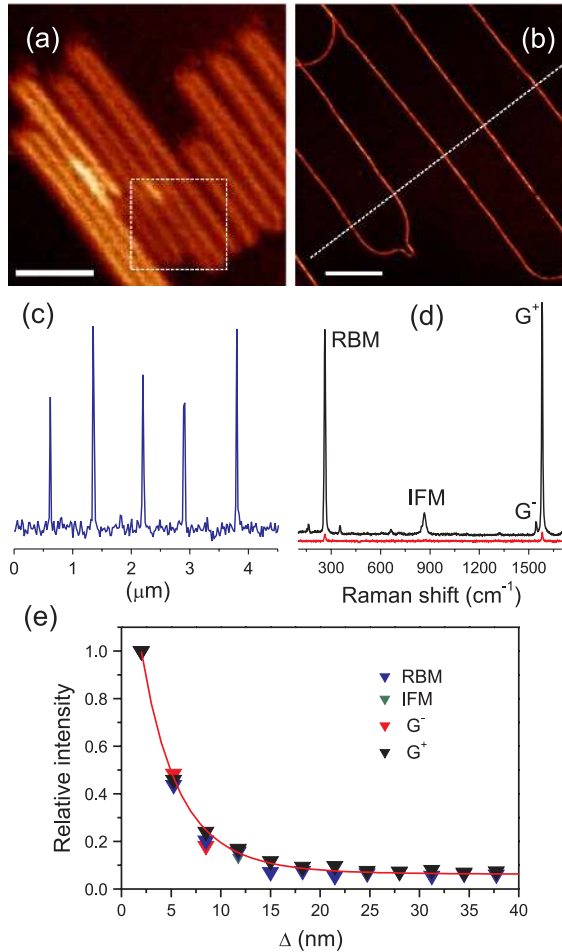 (a)
(b)
(c)
0 1 2 3 4
(μm)
(d)
RBM
IFM
G⁺
G⁻
300 600 900 1200 1500
Raman shift (cm⁻¹)
(e)
Relative intensity
1.0
0.8
0.6
0.4
0.2
0.0
RBM
IFM
G⁻
G⁺
0 5 10 15 20 25 30 35 40
Δ (nm)